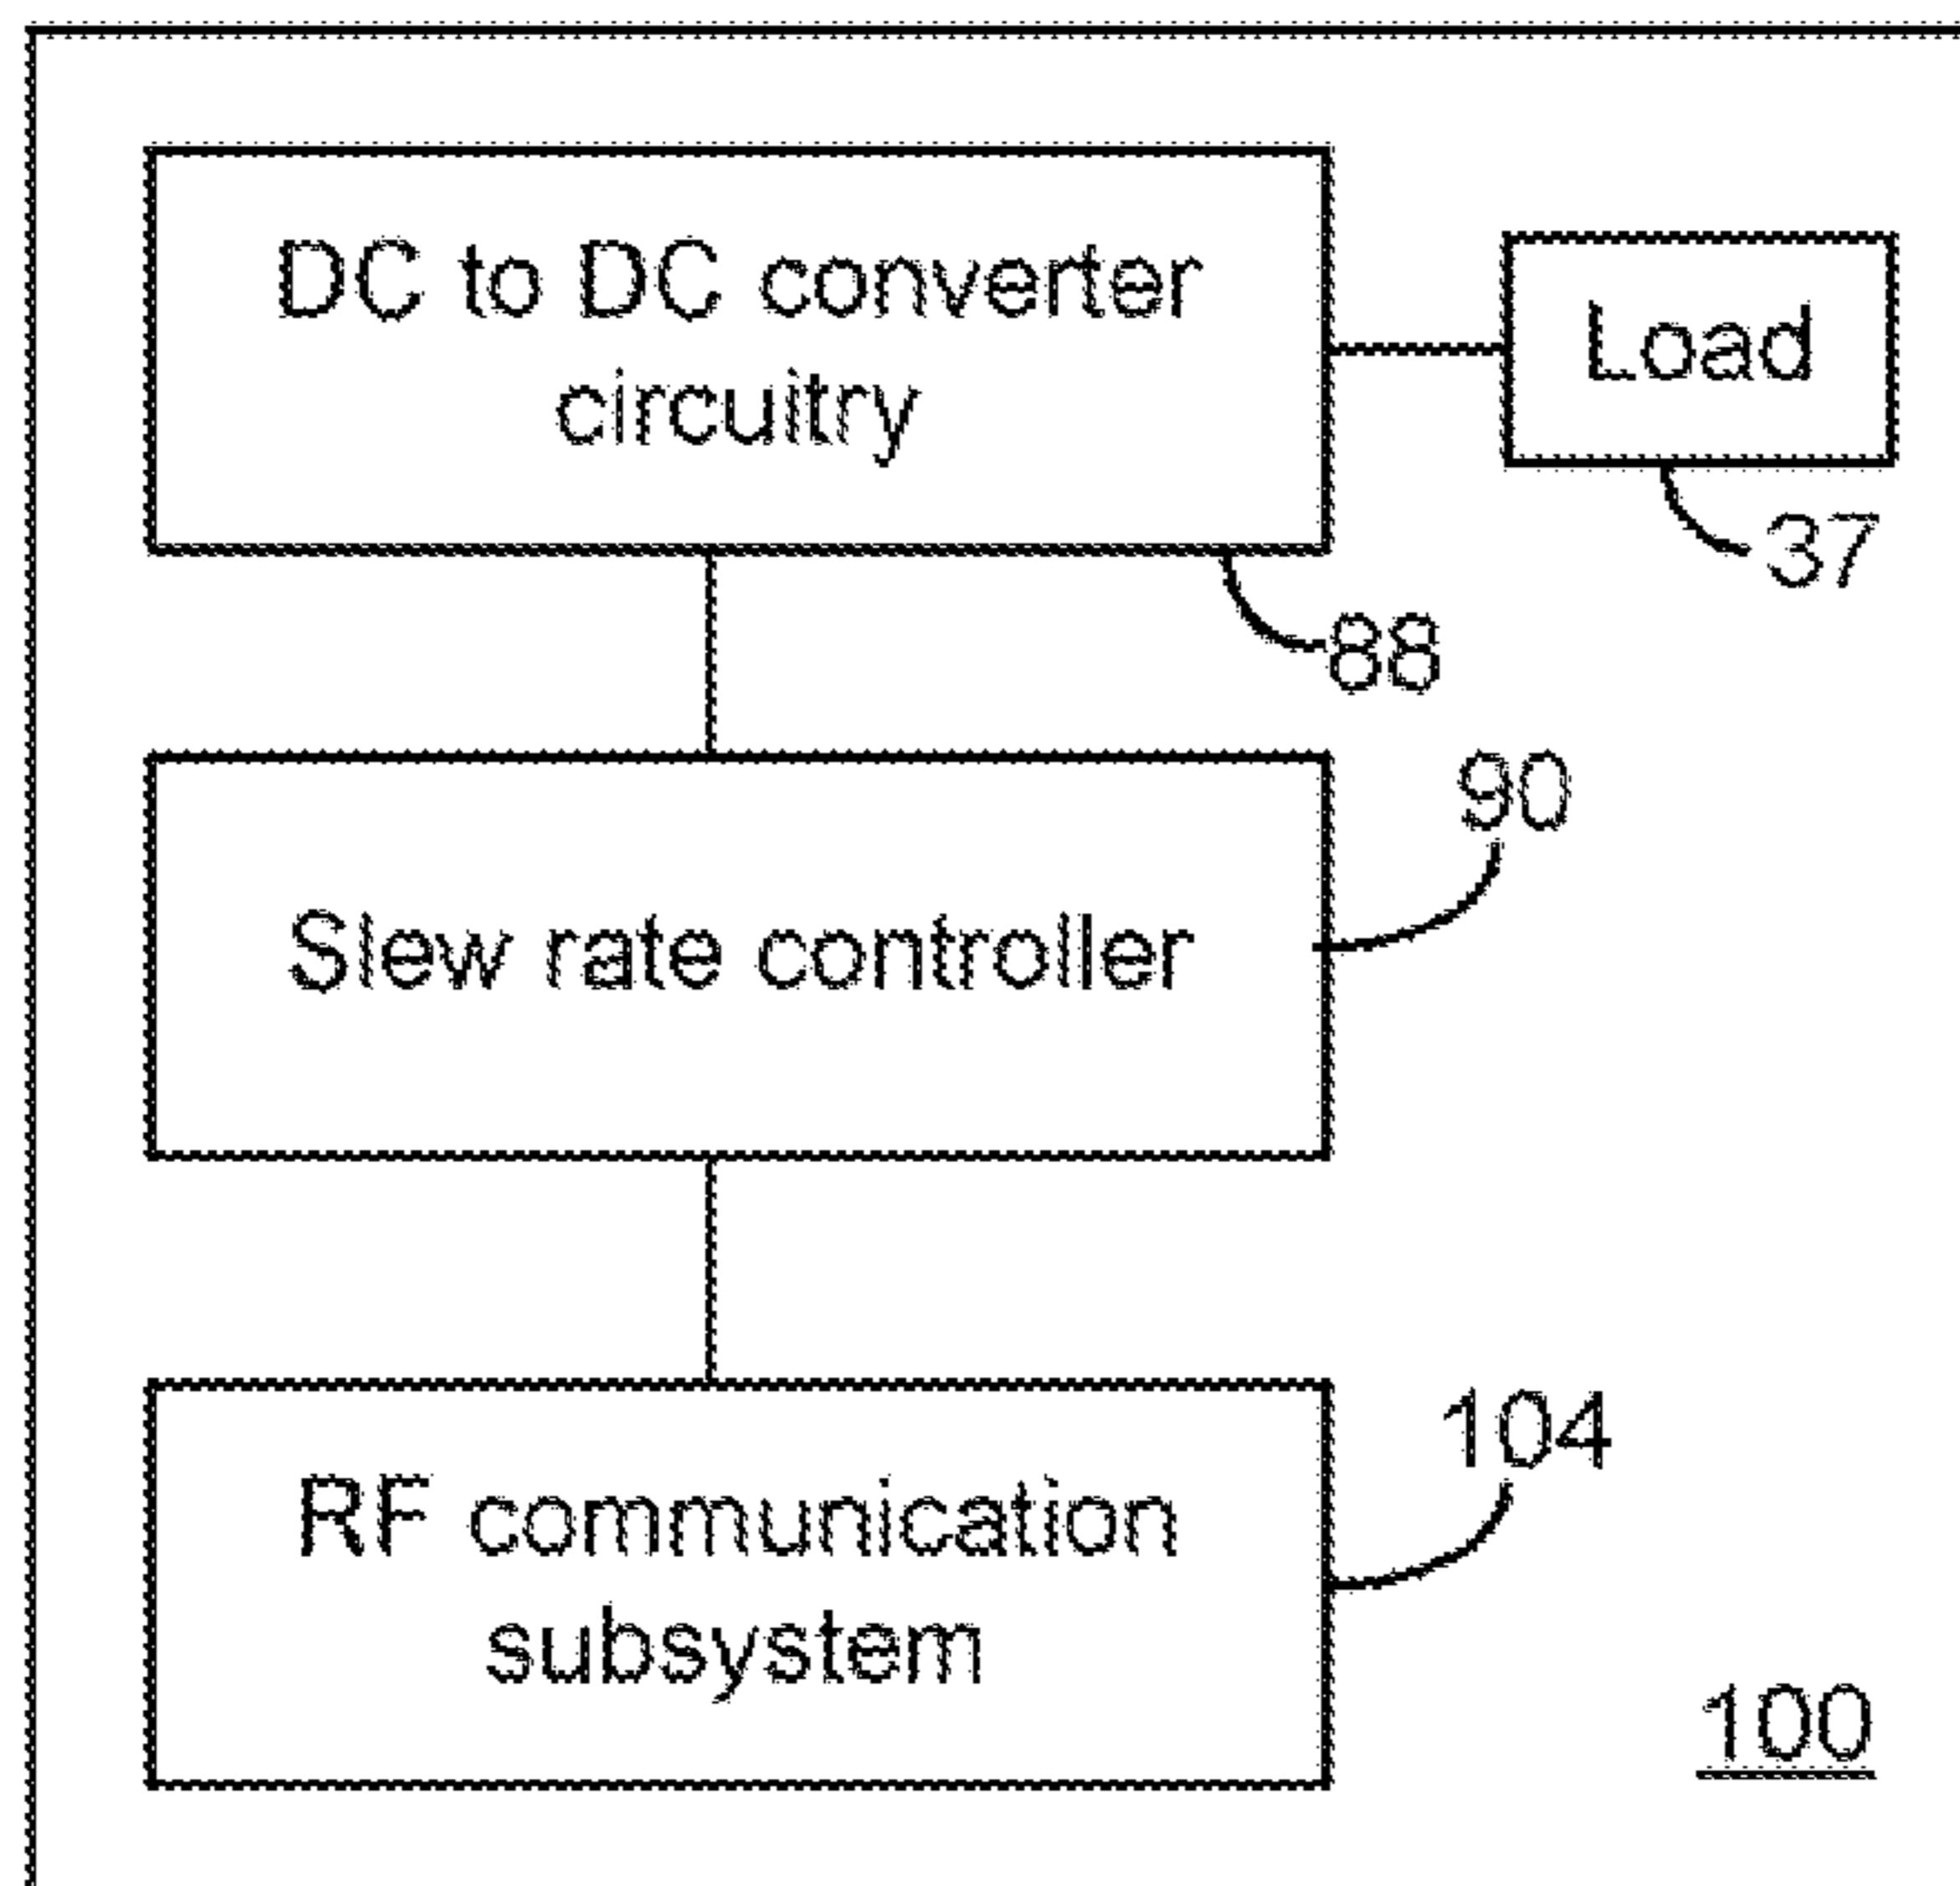 DC to DC converter
circuitry
Load
37
88
90
Slew rate controller
104
RF communication
subsystem
100